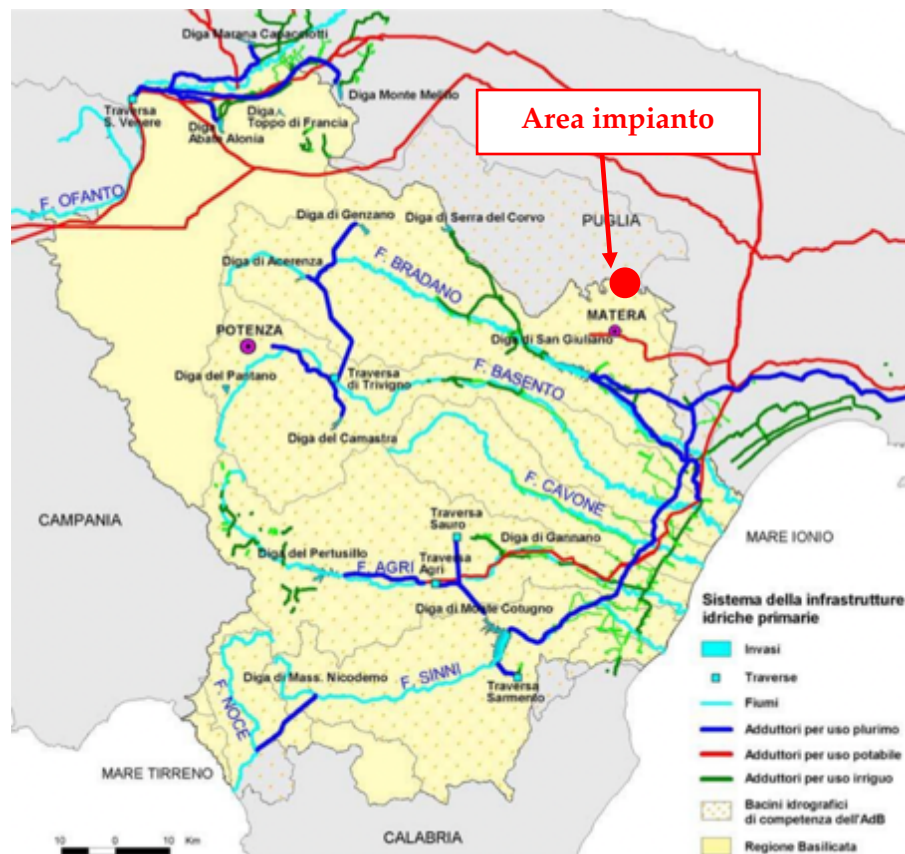 Diga Marana Capacciotti
Diga Monte Melillo
Traversa
S. Venere
Diga
Toppo di Francia
Diga
Abate Alonia
Area impianto
F. OFANTO
Diga di Genzano
Diga di Serra del Corvo
PUGLIA
Diga di Acerenza
F. BRADANO
MATERA
POTENZA
Diga di San Giuliano
F. BASENTO
Diga del Pantano
Traversa
di Trivigno
Diga del Camastra
F. CAVONE
CAMPANIA
Traversa
Sauro
MARE IONIO
Diga di Gannano
Diga del Pertusillo
F. AGRI
Traversa
Agri
Diga di Monte Cotugno
Diga di Mass. Nicodemo
F. SINNI
F. NOCE
Traversa
Sarmento
MARE TIRRENO
CALABRIA
10 0 10 Km
Sistema della infrastrutture
idriche primarie
Invasi
Traverse
Fiumi
Adduttori per uso plurimo
Adduttori per uso potabile
Adduttori per uso irriguo
Bacini idrografici
di competenza dell'AdB
Regione Basilicata